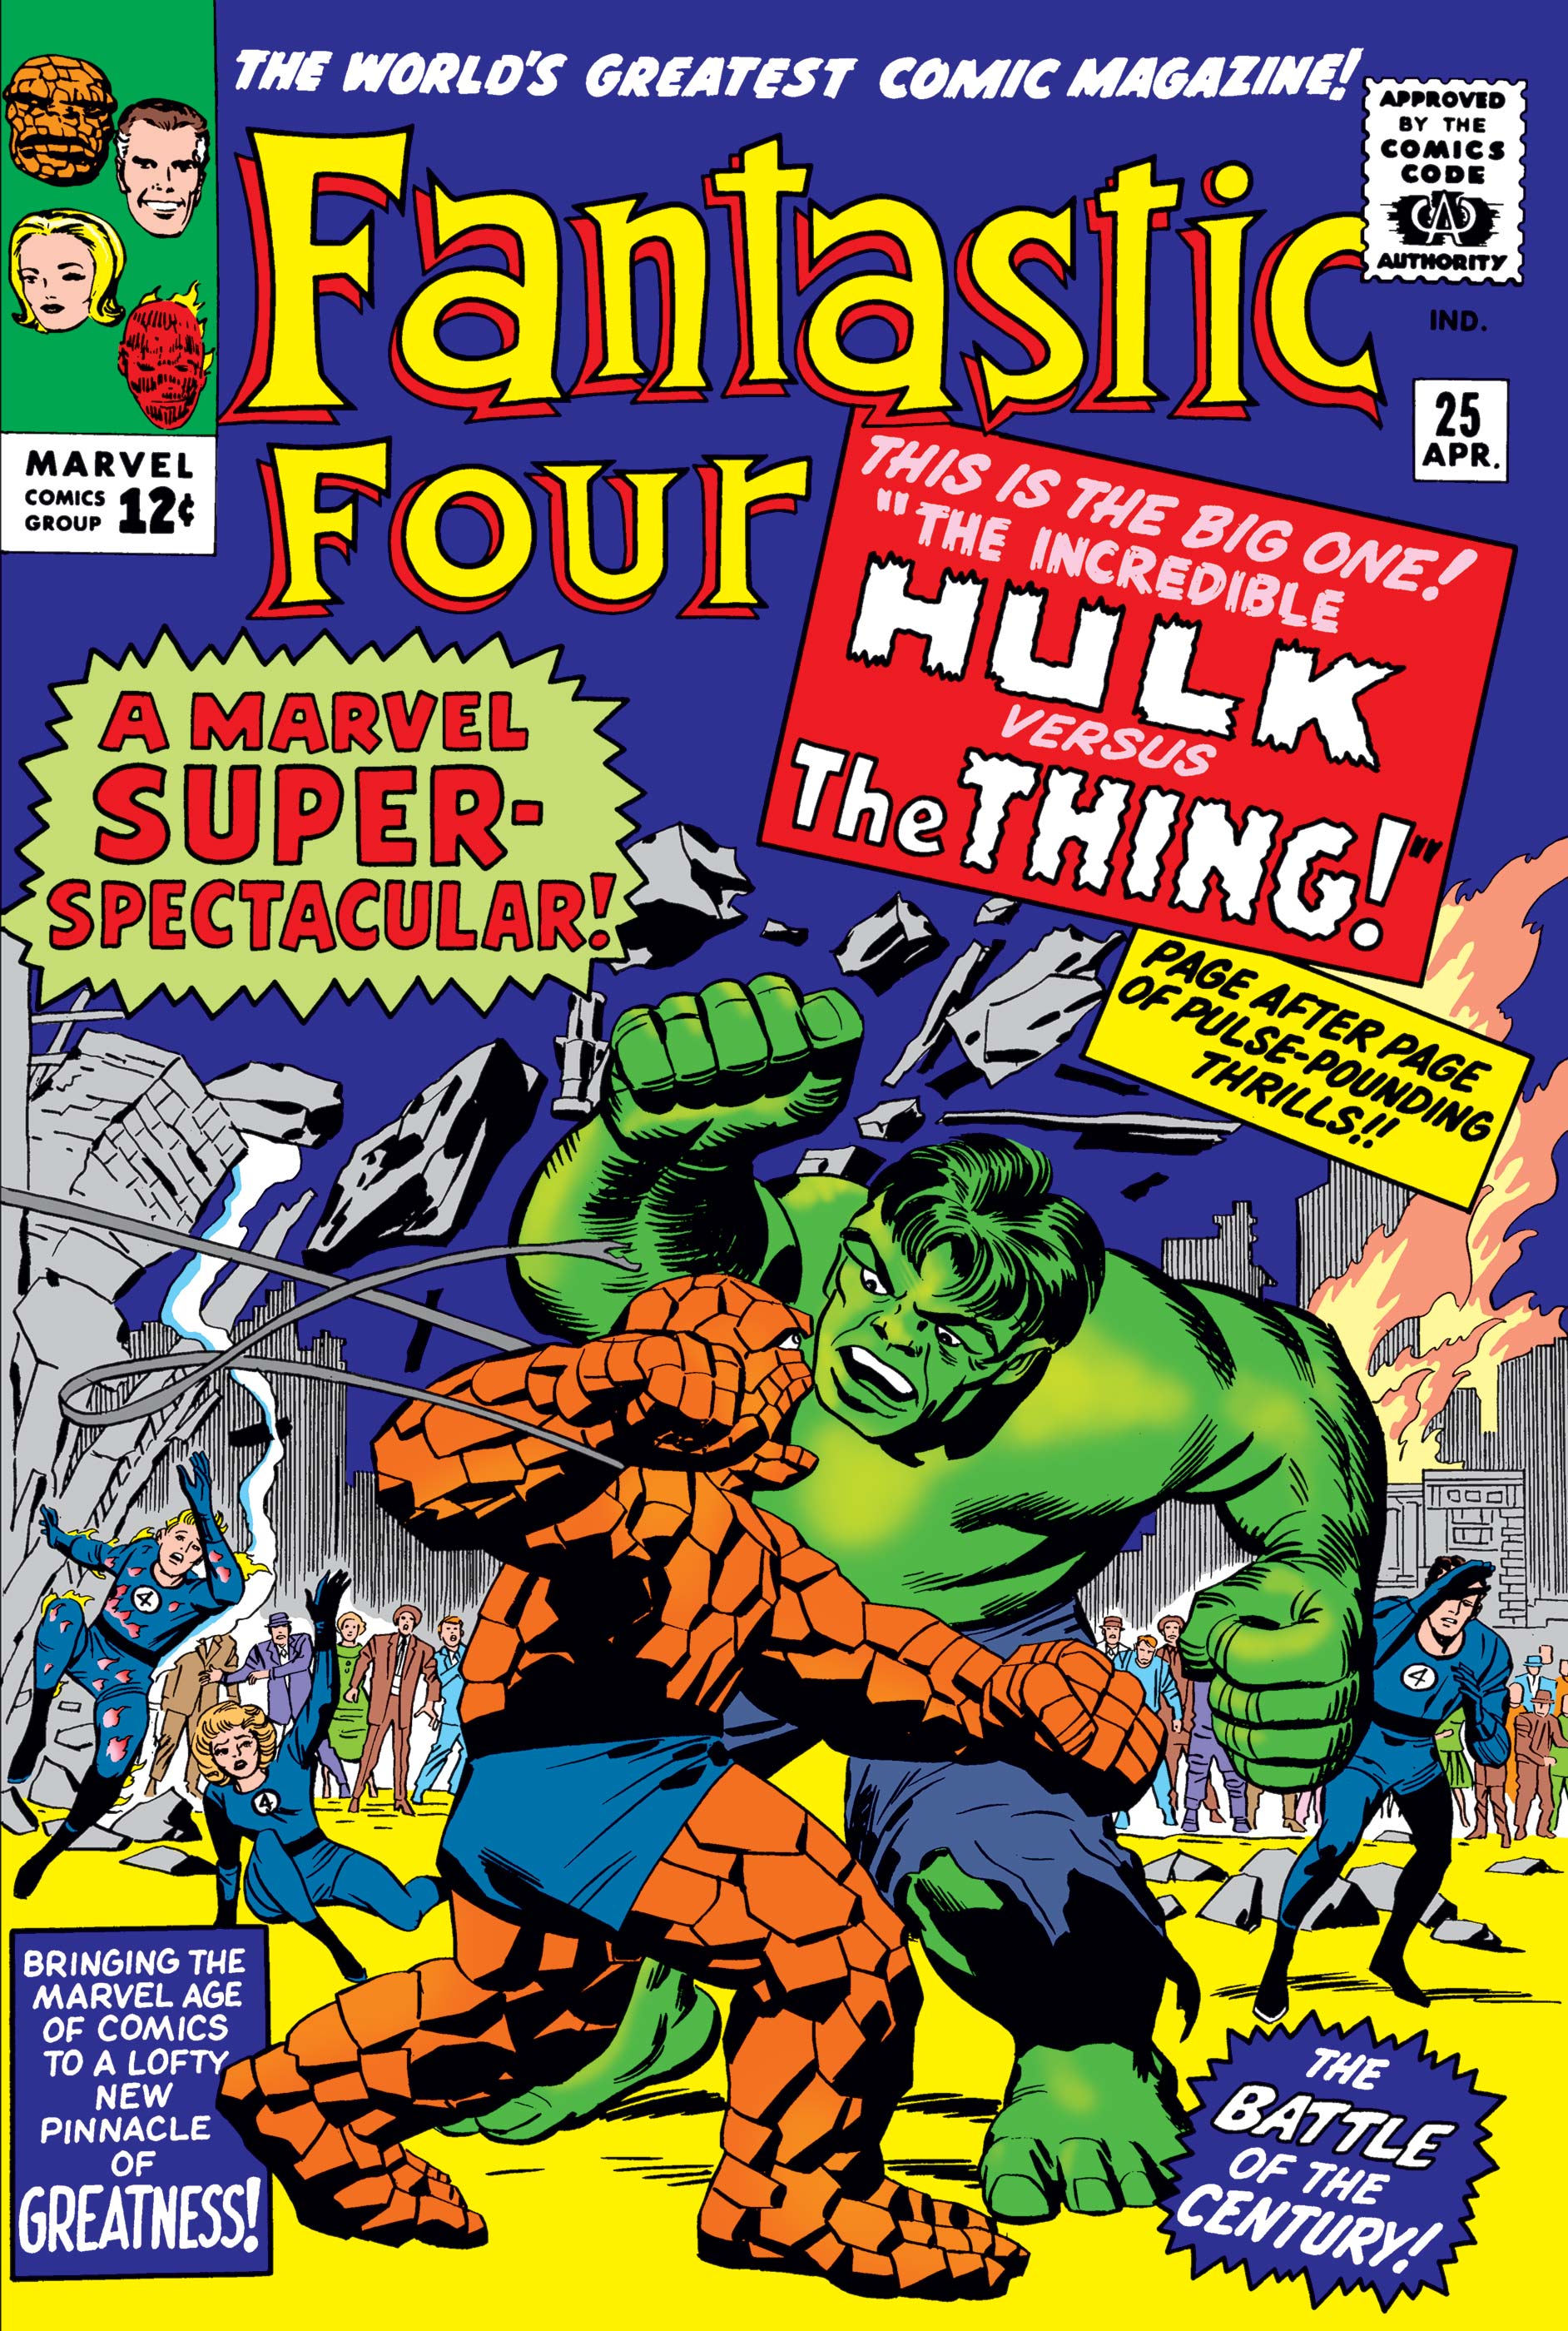 THE WORLD'S GREATEST COMIC MAGAZINE!
Fantastic
Four
APPROVED
BY THE
COMICS
CODE
CA
AUTHORITY
IND.
25
APR.
MARVEL
COMICS
GROUP 12¢
THIS IS THE BIG ONE!
"THE INCREDIBLE
HULK
VERSUS
The THING!"
A MARVEL
SUPER-
SPECTACULAR!
PAGE AFTER PAGE
OF PULSE-POUNDING
THRILLS!!
4
4
4
BRINGING THE
MARVEL AGE
OF COMICS
TO A LOFTY
NEW
PINNACLE
OF
GREATNESS!
THE
BATTLE
OF THE
CENTURY!